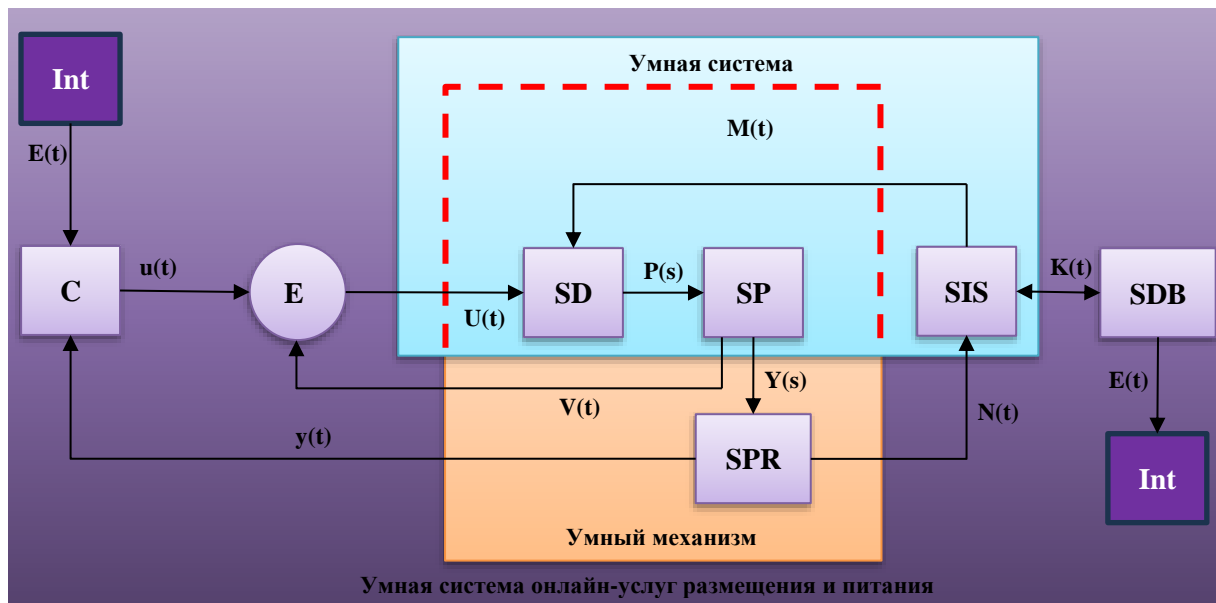 Умная система
Int
M(t)
E(t)
u(t)
C
E
U(t)
SD
P(s)
SP
SIS
K(t)
SDB
V(t)
Y(s)
E(t)
N(t)
y(t)
SPR
Int
Умный механизм
Умная система онлайн-услуг размещения и питания